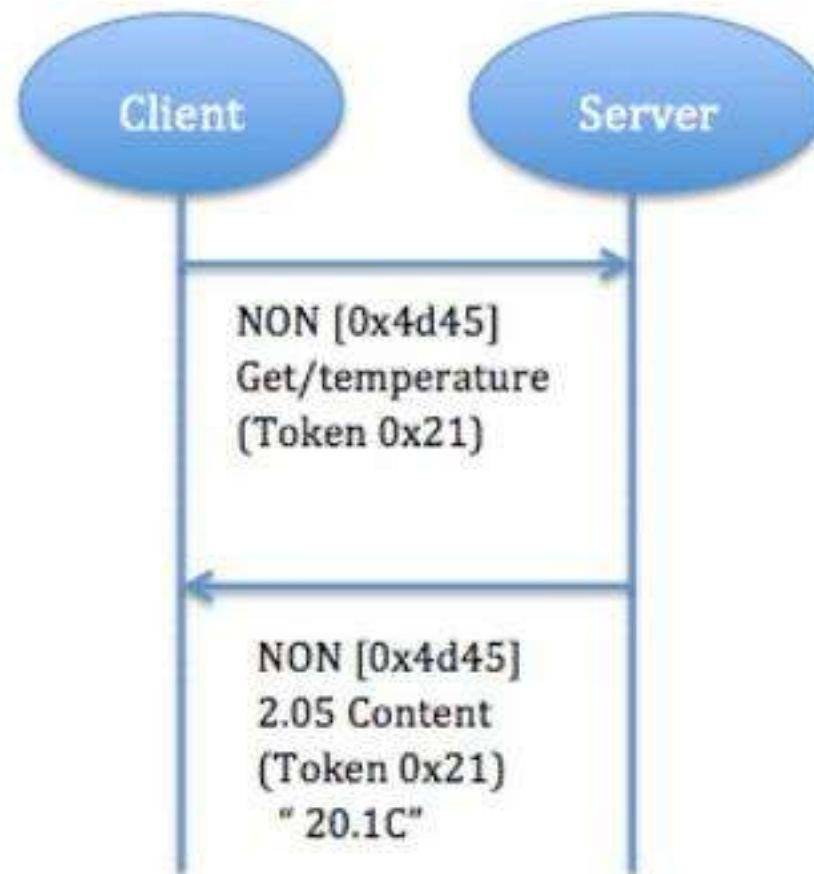 Client
Server
NON [0x4d45]
Get/temperature
(Token 0x21)
NON [0x4d45]
2.05 Content
(Token 0x21)
“ 20.1C”